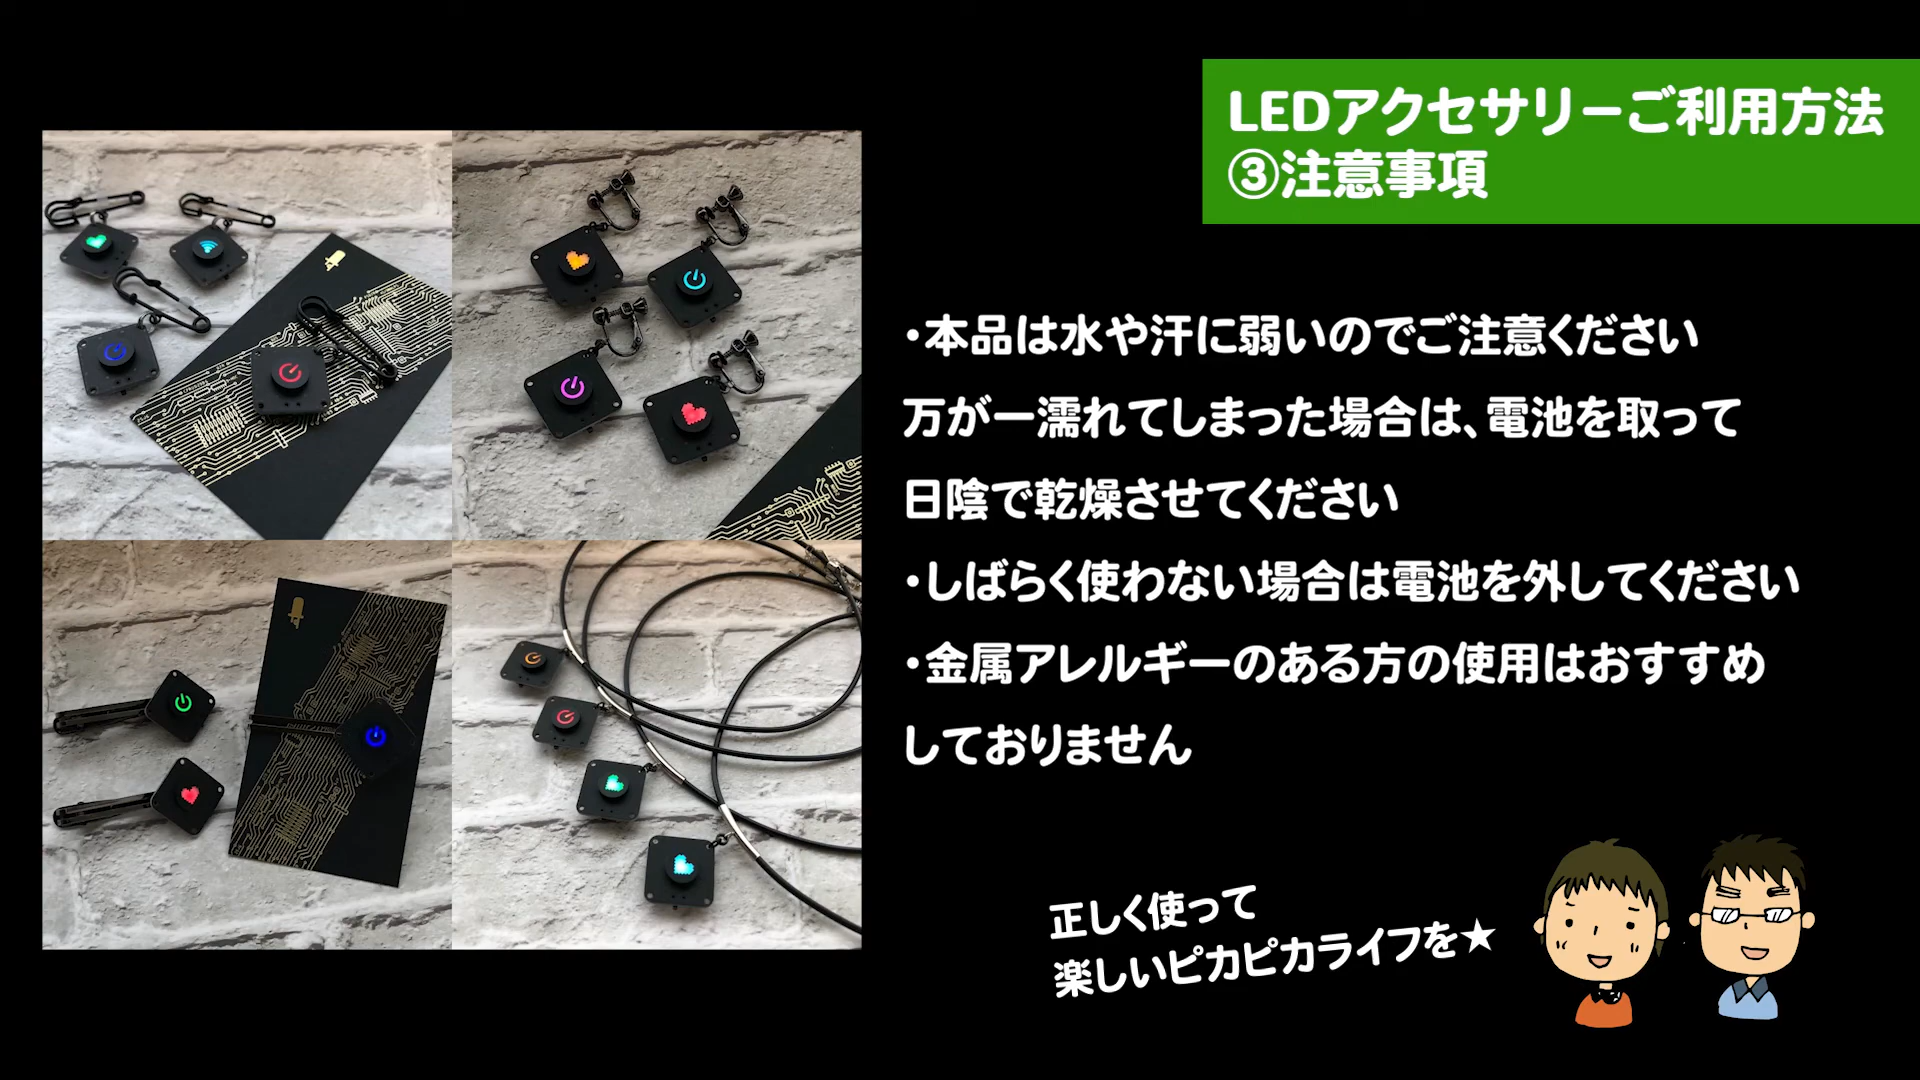 LEDアクセサリーご利用方法
③注意事項
・本品は水や汗に弱いのでご注意ください
万が一濡れてしまった場合は、電池を取って
日陰で乾燥させてください
・しばらく使わない場合は電池を外してください
・金属アレルギーのある方の使用はおすすめ
しておりません
正しく使って
楽しいピカピカライフを★